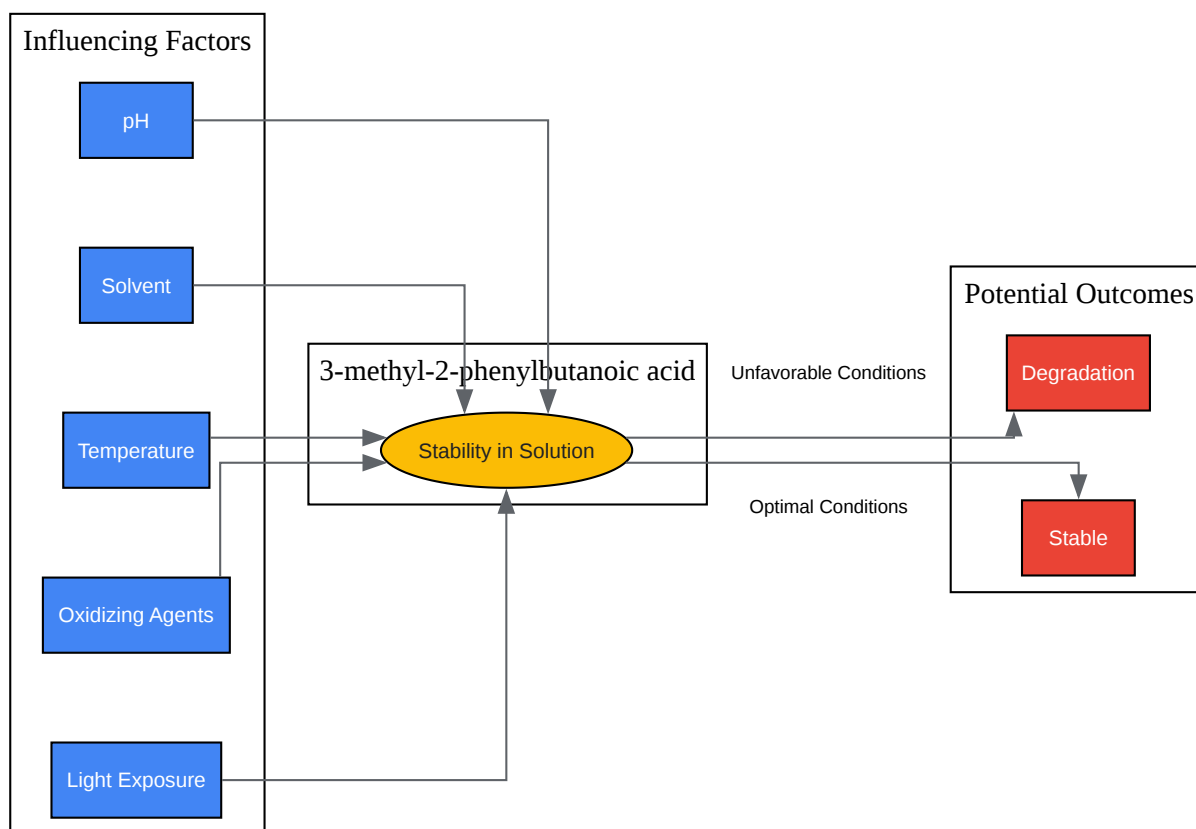 Influencing Factors
pH
Solvent
Temperature
Oxidizing Agents
Light Exposure
3-methyl-2-phenylbutanoic acid
Stability in Solution
Unfavorable Conditions
Optimal Conditions
Potential Outcomes
Degradation
Stable